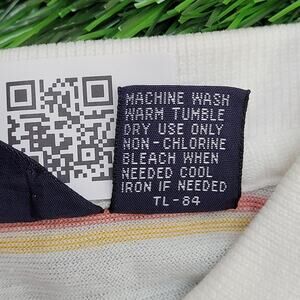 MACHINE WASH
WARM TUMBLE
DRY USE ONLY
NON-CHLORINE
BLEACH WHEN
NEEDED COOL
IRON IF NEEDED
TL-84